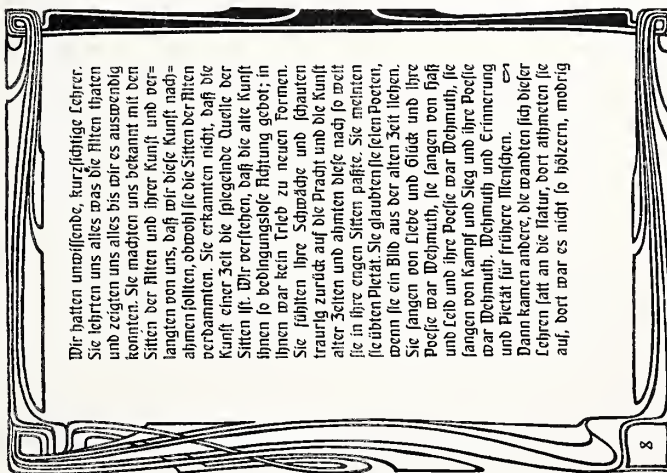 Wir hatten unwissende, kurzsichtige Lehrer.
Sie lehrten uns alles was die Alten thaten
und zeigten uns alles bis wir es auswendig
konnten. Sie machten uns bekannt mit den
Sitten der Alten und ihrer Kunst und ver=
langten von uns, daß wir diese Kunst nach=
ahmen sollten, obwohl sie die Sitten der Alten
verdammten. Sie erkannten nicht, daß die
Kunst einer Zeit die spiegelnde Quelle der
Sitten ist. Wir verstehen, daß die alte Kunst
ihnen so bedingungslose Achtung gebot; in
ihnen war kein Trieb zu neuen Formen.
Sie fühlten ihre Schwäche und schauten
traurig zurück auf die Pracht und die Kunst
alter Zeiten und ahmten diese nach so weit
sie in ihre engen Sitten paßte. Sie meinten
sie übten Pietät. Sie glaubten sie seien Poeten,
wenn sie ein Bild aus der alten Zeit liehen.
Sie sangen von Liebe und Glück und ihre
Poesie war Wehmuth, sie sangen von Haß
und Leid und ihre Poesie war Wehmuth, sie
sangen von Kampf und Sieg und ihre Poesie
war Wehmuth. Wehmuth und Erinnerung
und Pietät für frühere Menschen.
Dann kamen andere, die wandten sich dieser
Lehren satt an die Natur, dort athmeten sie
auf, dort war es nicht so hölzern, modrig
8